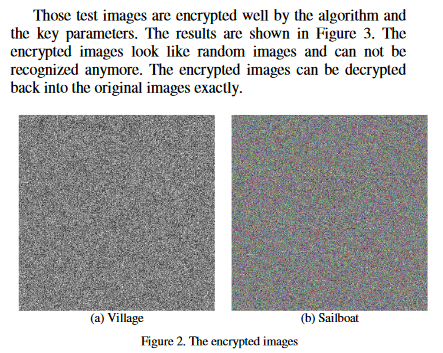 Those test images are encrypted well by the algorithm and
the key parameters. The results are shown in Figure 3. The
encrypted images look like random images and can not be
recognized anymore. The encrypted images can be decrypted
back into the original images exactly.
(a) Village
(b) Sailboat
Figure 2. The encrypted images